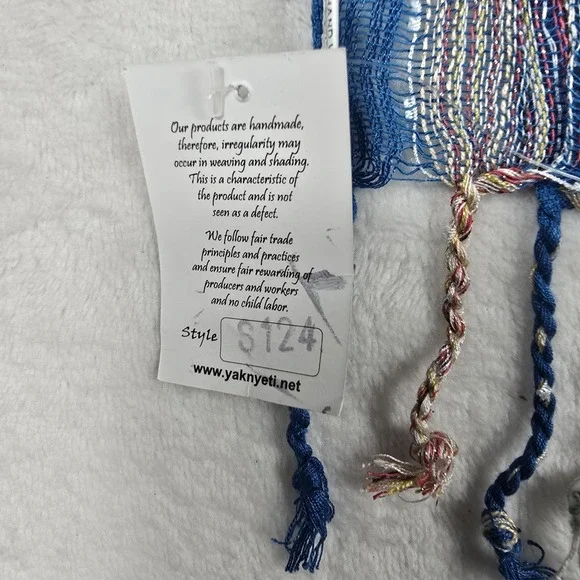 Our products are handmade,
therefore, irregularity may
occur in weaving and shading.
This is a characteristic of
the product and is not
seen as a defect.
We follow fair trade
principles and practices
and ensure fair rewarding of
producers and workers
and no child labor.
Style S124
www.yaknyeti.net